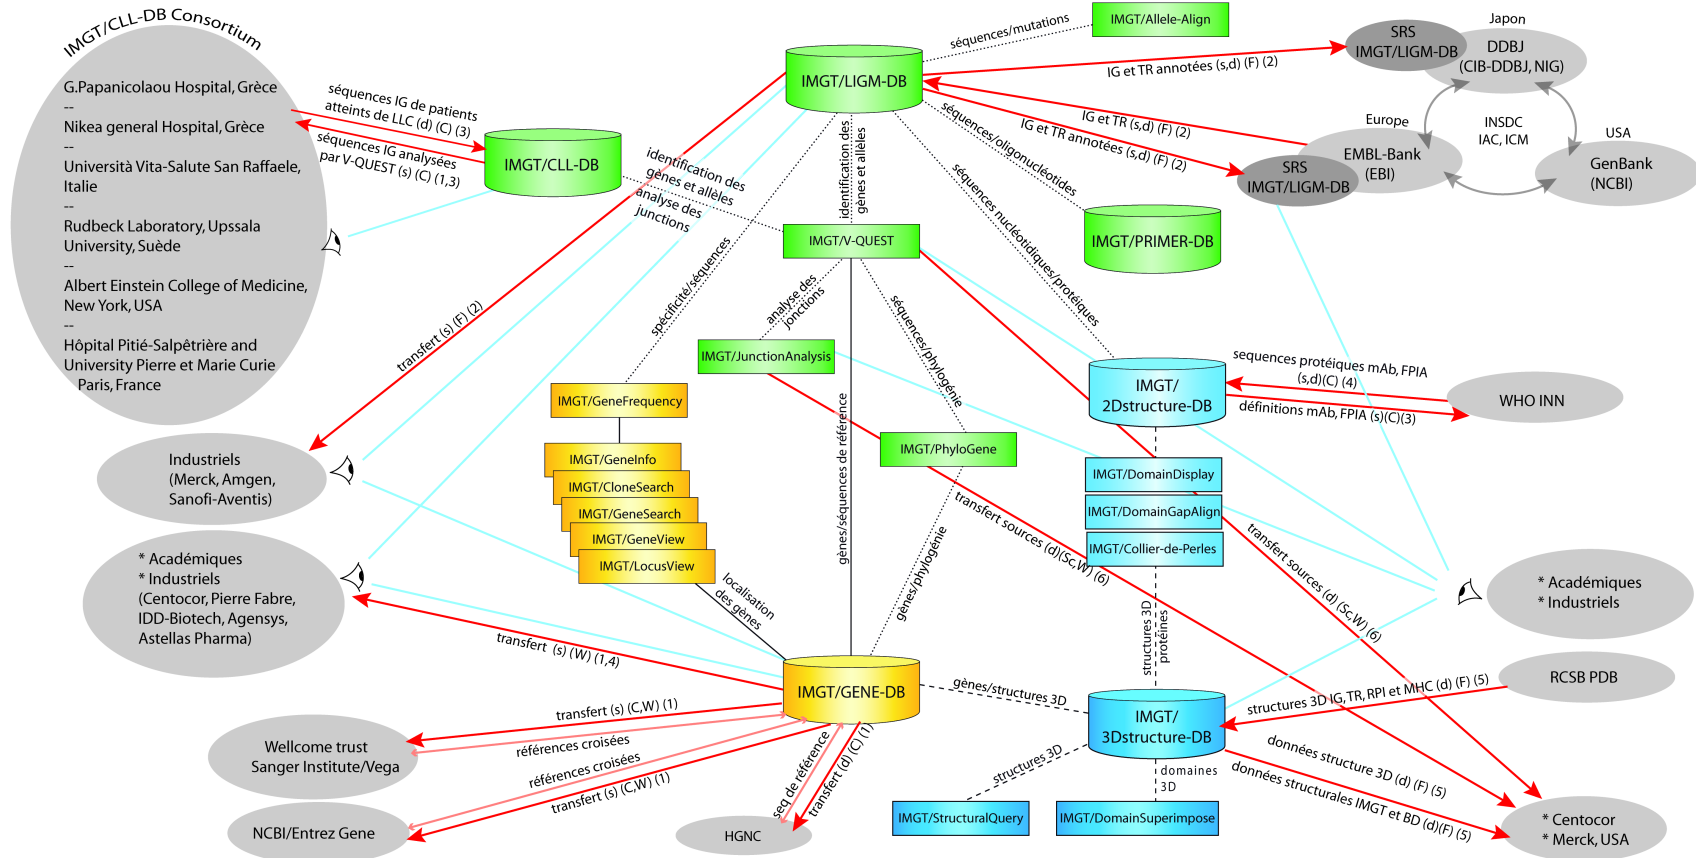 IMGT/CLL-DB Consortium
G.Papanicolaou Hospital, Grèce
--
Nikea general Hospital, Grèce
--
Università Vita-Salute San Raffaele,
Italie
--
Rudbeck Laboratory, Upssala
University, Suède
--
Albert Einstein College of Medicine,
New York, USA
--
Hôpital Pitié-Salpêtrière and
University Pierre et Marie Curie
Paris, France
séquences IG de patients
atteints de LLC (d) (C) (3)
séquences IG analysées
par V-QUEST (s) (C) (1,3)
IMGT/CLL-DB
identification des
gènes et allèles
analyse des
jonctions
IMGT/LIGM-DB
séquences/mutations
IMGT/Allele-Align
IG et TR annotées (s,d) (F) (2)
IG et TR (s,d) (F) (2)
IG et TR annotées (s,d) (F) (2)
SRS
IMGT/LIGM-DB
Japon
DDBJ
(CIB-DDBJ, NIG)
INSDC
IAC, ICM
Europe
EMBL-Bank
(EBI)
SRS
IMGT/LIGM-DB
USA
GenBank
(NCBI)
identification des
gènes et allèles
séquences/oligonucléotides
séquences nucléotidiques/protéiques
IMGT/PRIMER-DB
IMGT/V-QUEST
spécificité/séquences
transfert (s) (F) (2)
analyse des
jonctions
séquences/phylogénie
IMGT/JunctionAnalysis
gènes/séquences de référence
IMGT/PhyloGene
gènes/phylogénie
IMGT/GeneFrequency
IMGT/GeneInfo
IMGT/CloneSearch
IMGT/GeneSearch
IMGT/GeneView
IMGT/LocusView
localisation
des gènes
IMGT/
2Dstructure-DB
sequences protéiques mAb, FPIA
(s,d)(C) (4)
définitions mAb, FPIA (s)(C)(3)
WHO INN
IMGT/DomainDisplay
IMGT/DomainGapAlign
IMGT/Collier-de-Perles
transfert sources (d)(Sc,W) (6)
transfert sources (d) (Sc,W) (6)
structures 3D
protéines
Industriels
(Merck, Amgen,
Sanofi-Aventis)
* Académiques
* Industriels
(Centocor, Pierre Fabre,
IDD-Biotech, Agensys,
Astellas Pharma)
* Académiques
* Industriels
transfert (s) (W) (1,4)
IMGT/GENE-DB
gènes/structures 3D
IMGT/
3Dstructure-DB
structures 3D IG, TR, RPI et MHC (d) (F) (5)
RCSB PDB
transfert (s) (C,W) (1)
références croisées
Wellcome trust
Sanger Institute/Vega
références croisées
transfert (s) (C,W) (1)
NCBI/Entrez Gene
seq de référence
transfert (d) (C) (1)
HGNC
structures 3D
domaines
3D
IMGT/StructuralQuery
IMGT/DomainSuperimpose
données structure 3D (d) (F) (5)
données structurales IMGT et BD (d)(F) (5)
* Centocor
* Merck, USA